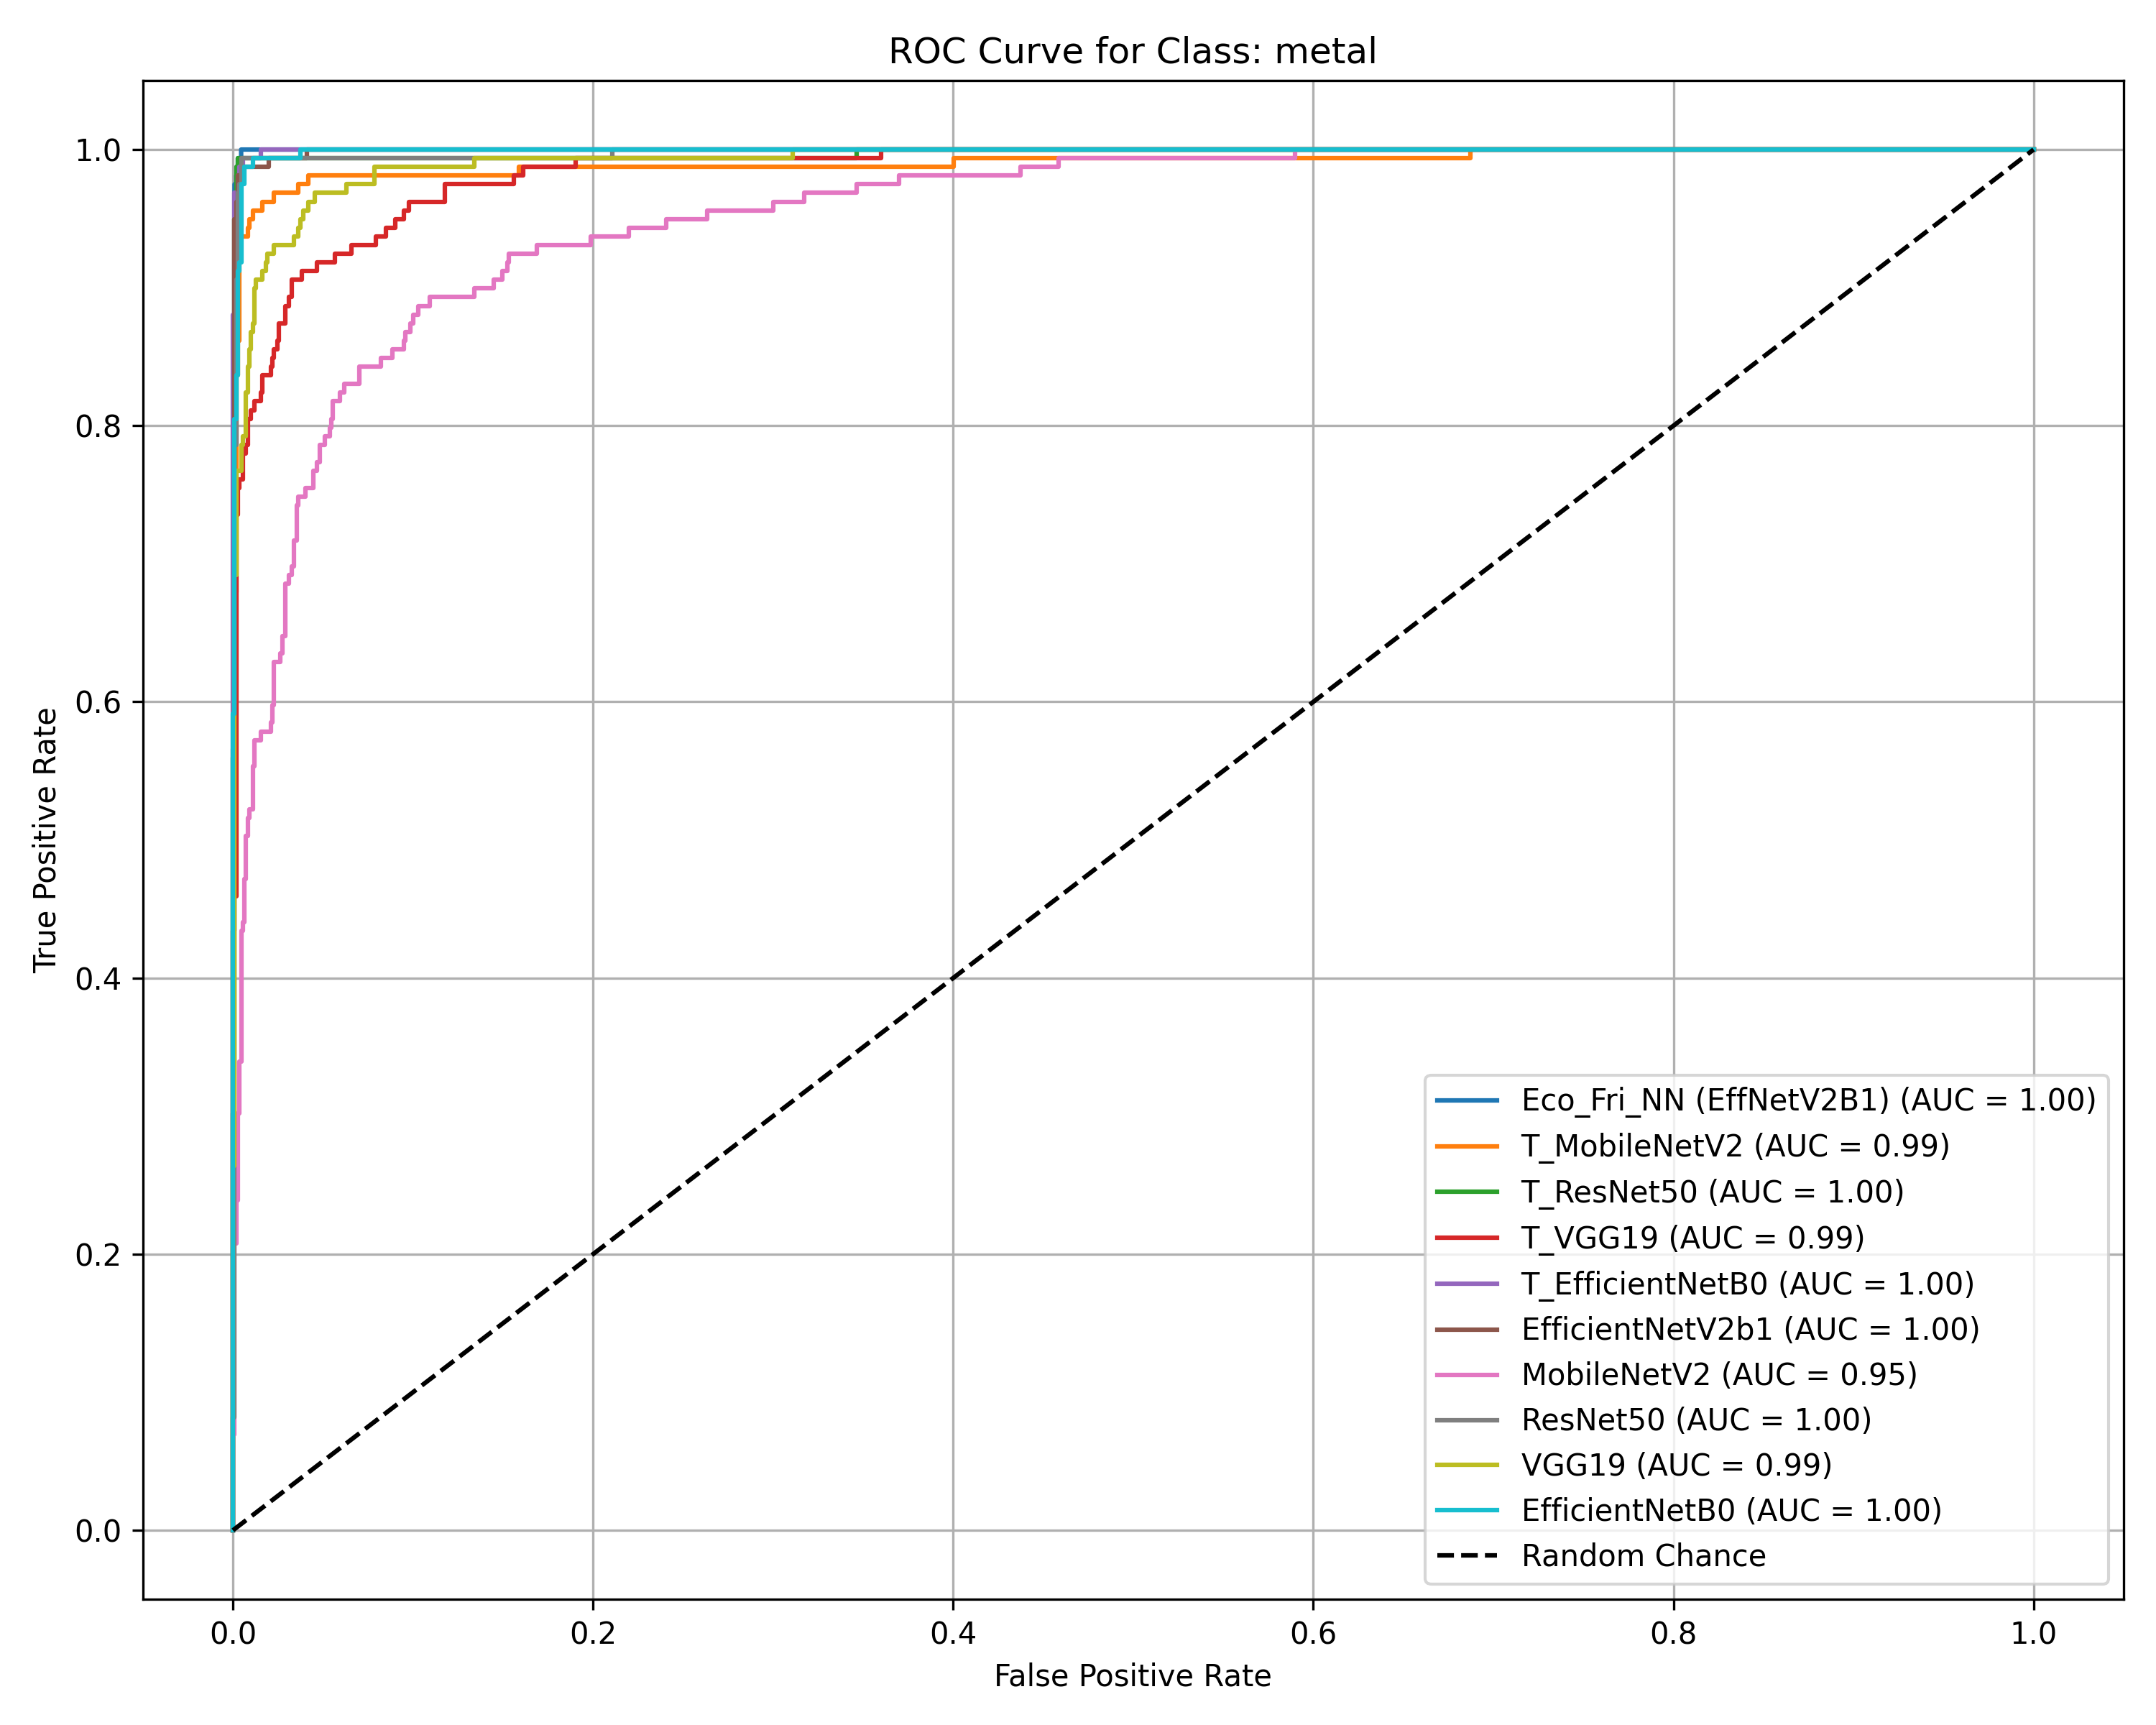 ROC Curve for Class: metal
True Positive Rate
1.0
0.8
0.6
0.4
0.2
0.0
0.0 0.2 0.4 0.6 0.8 1.0
False Positive Rate
Eco_Fri_NN (EffNetV2B1) (AUC = 1.00)
T_MobileNetV2 (AUC = 0.99)
T_ResNet50 (AUC = 1.00)
T_VGG19 (AUC = 0.99)
T_EfficientNetB0 (AUC = 1.00)
EfficientNetV2b1 (AUC = 1.00)
MobileNetV2 (AUC = 0.95)
ResNet50 (AUC = 1.00)
VGG19 (AUC = 0.99)
EfficientNetB0 (AUC = 1.00)
Random Chance